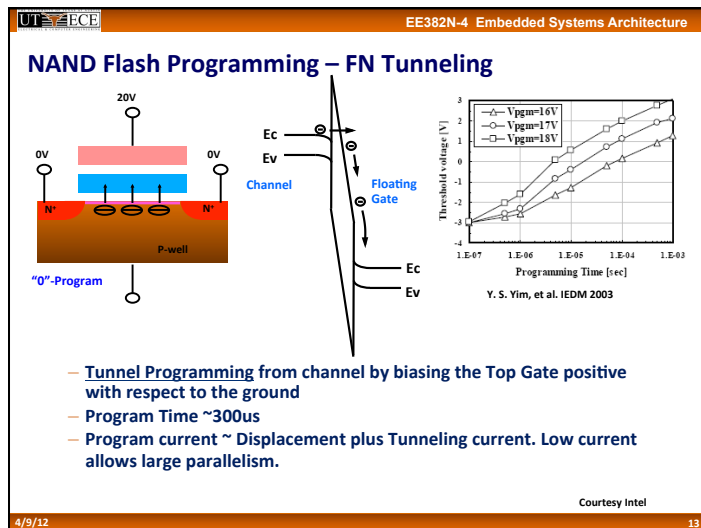 UT ECE
ELECTRICAL & COMPUTER ENGINEERING
EE382N-4 Embedded Systems Architecture
NAND Flash Programming – FN Tunneling
20V
0V
0V
N+
N+
P-well
"0"-Program
Ec
Ev
Channel
Floating
Gate
Ec
Ev
Threshold voltage [V]
3
2
1
0
-1
-2
-3
-4
Vpgm=16V
Vpgm=17V
Vpgm=18V
1.E-07
1.E-06
1.E-05
1.E-04
1.E-03
Programming Time [sec]
Y. S. Yim, et al. IEDM 2003
– Tunnel Programming from channel by biasing the Top Gate positive
with respect to the ground
– Program Time ~300us
– Program current ~ Displacement plus Tunneling current. Low current
allows large parallelism.
Courtesy Intel
4/9/12
13